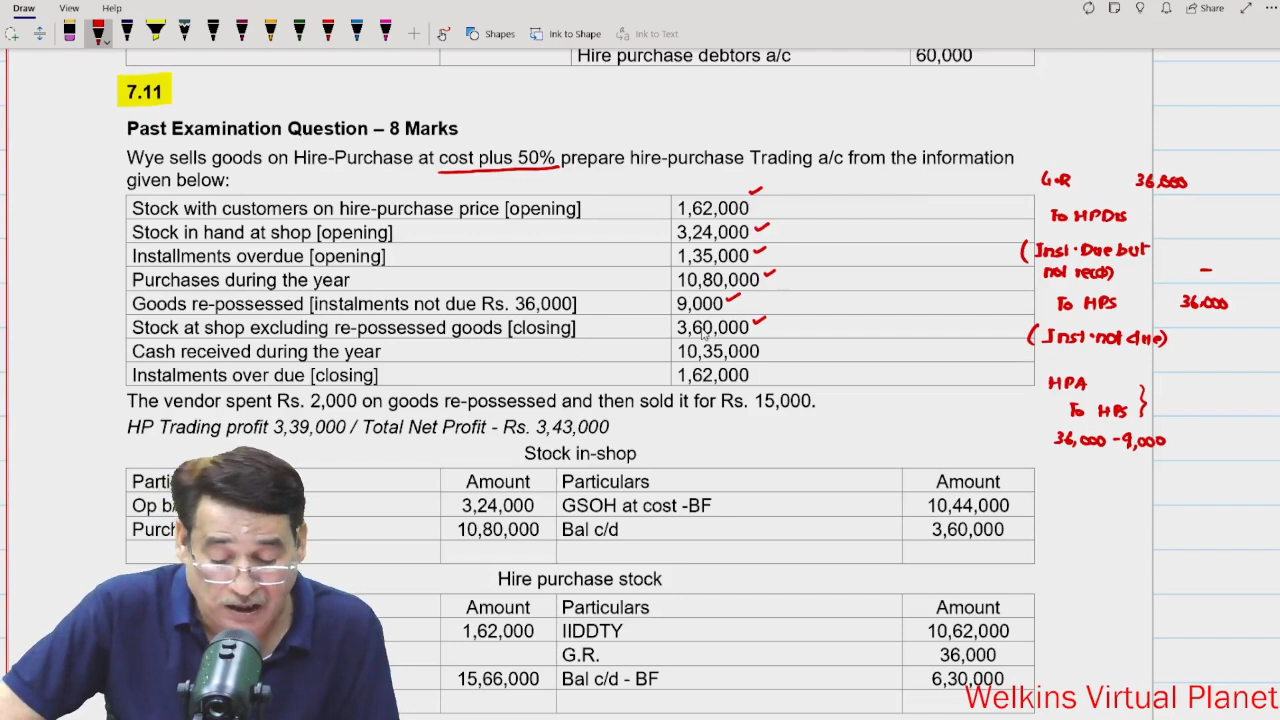 Draw View Share
Shapes Ink to Shape Ink to Text
Hire purchase debtors a/c 60,000
7.11
Past Examination Question – 8 Marks
Wye sells goods on Hire-Purchase at cost plus 50% prepare hire-purchase Trading a/c from the information
given below:
Stock with customers on hire-purchase price [opening] 1,62,000
Stock in hand at shop [opening] 3,24,000
Installments overdue [opening] 1,35,000
Purchases during the year 10,80,000
Goods re-possessed [instalments not due Rs. 36,000] 9,000
Stock at shop excluding re-possessed goods [closing] 3,60,000
Cash received during the year 10,35,000
Instalments over due [closing] 1,62,000
The vendor spent Rs. 2,000 on goods re-possessed and then sold it for Rs. 15,000.
HP Trading profit 3,39,000 / Total Net Profit - Rs. 3,43,000
Stock in-shop
Parti Amount Particulars Amount
Op b 3,24,000 GSOH at cost -BF 10,44,000
Purch 10,80,000 Bal c/d 3,60,000
Hire purchase stock
Amount Particulars Amount
1,62,000 IIDDTY 10,62,000
G.R. 36,000
15,66,000 Bal c/d - BF 6,30,000
G.R 36,000
To HPDrs
(Inst. Due but
not recd) -
To HPS 36,000
(Inst. not due)
HPA
To HPS }
36,000 - 9,000
Welkins Virtual Planet